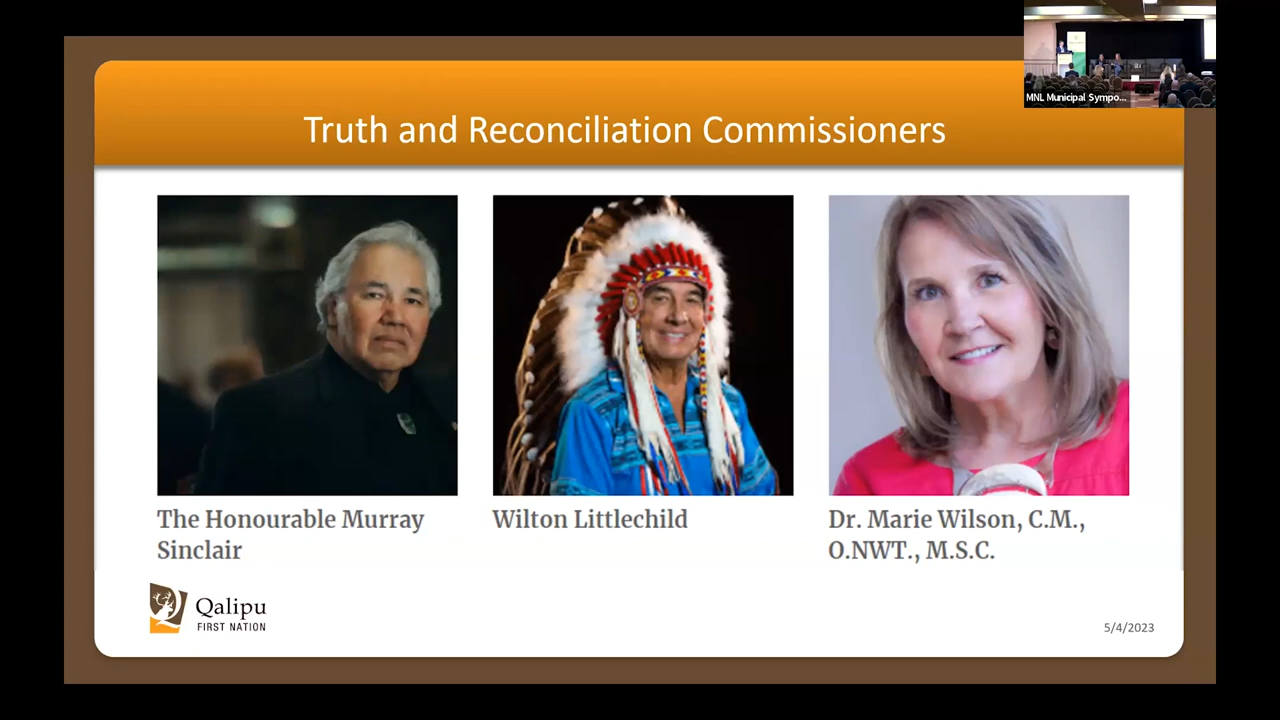 MNL Municipal Sympo...
Truth and Reconciliation Commissioners
The Honourable Murray
Sinclair
Wilton Littlechild
Dr. Marie Wilson, C.M.,
O.NWT., M.S.C.
Qalipu
FIRST NATION
5/4/2023